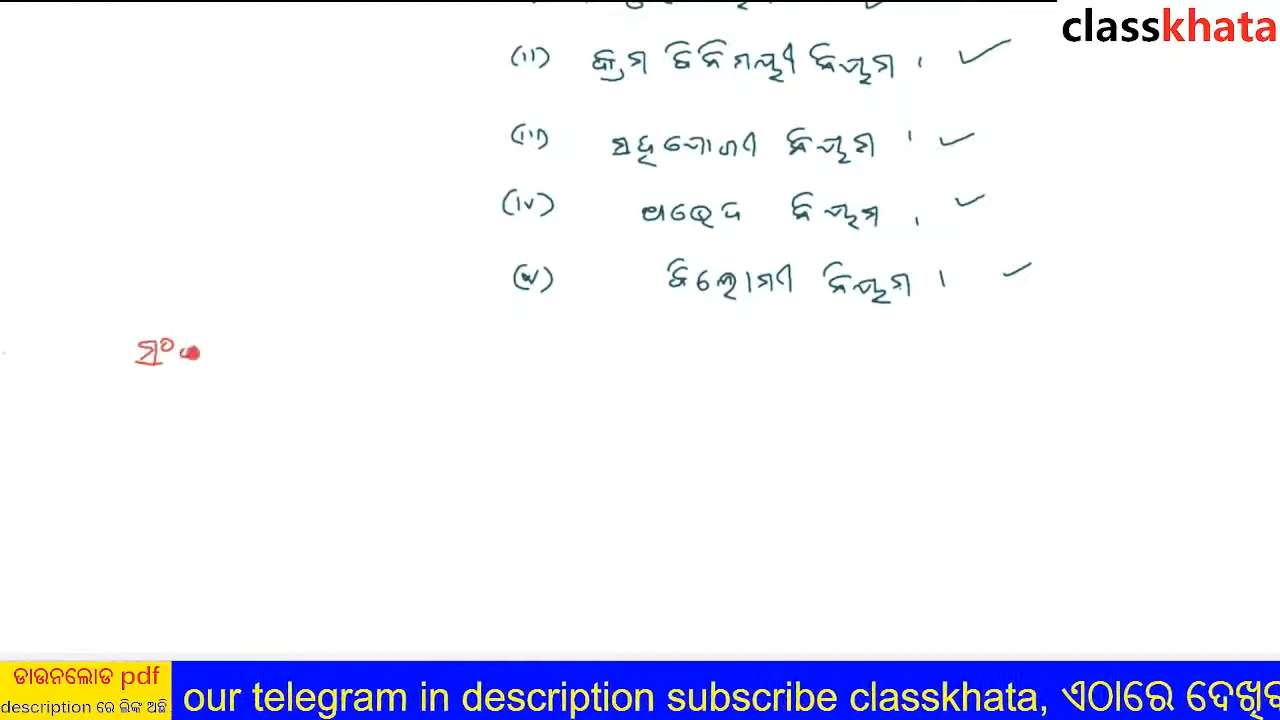 classkhata
(ii) କ୍ରମ ବିନିମୟୀ ନିୟମ ।
(iii) ସହଯୋଗୀ ନିୟମ ।
(iv) ଅଭେଦ ନିୟମ ।
(v) ବିଲୋମୀ ନିୟମ ।
ସଂ
ଡାଉନଲୋଡ pdf
description ରେ ଲିଙ୍କ ଅଛି
our telegram in description subscribe classkhata, ଏଠାରେ ଦେଖିବ